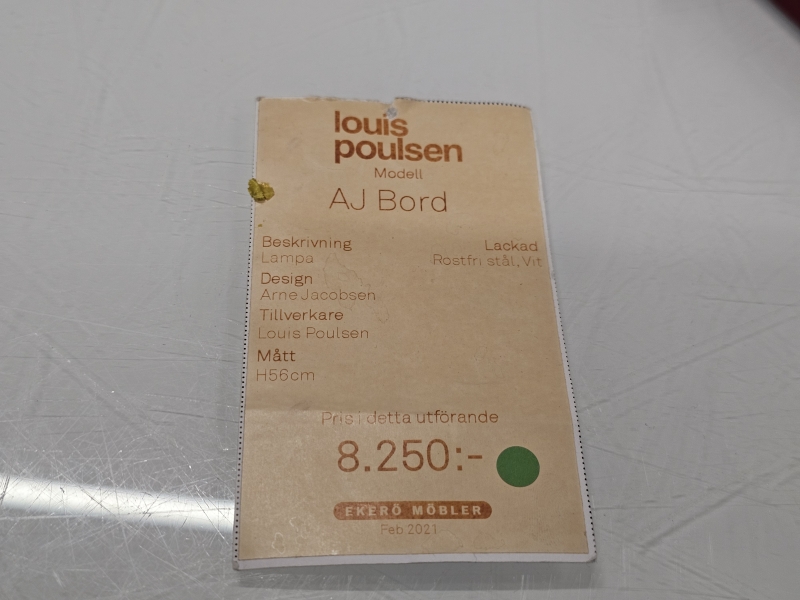 louis
poulsen
Modell
AJ Bord
Beskrivning
Lampa
Lackad
Rostfri stål, Vit
Design
Arne Jacobsen
Tillverkare
Louis Poulsen
Mått
H56cm
Pris i detta utförande
8.250:-
EKERÖ MÖBLER
Feb 2021